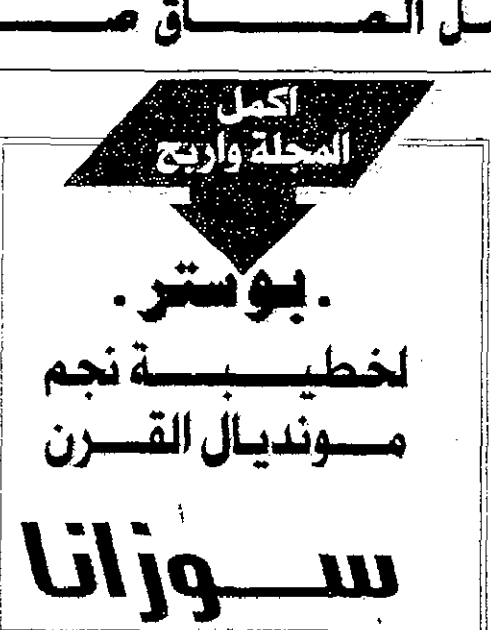 اكمل
المجلة واربح
. بوستر .
لخطيبة نجم
مونديال القرن
سوزانا